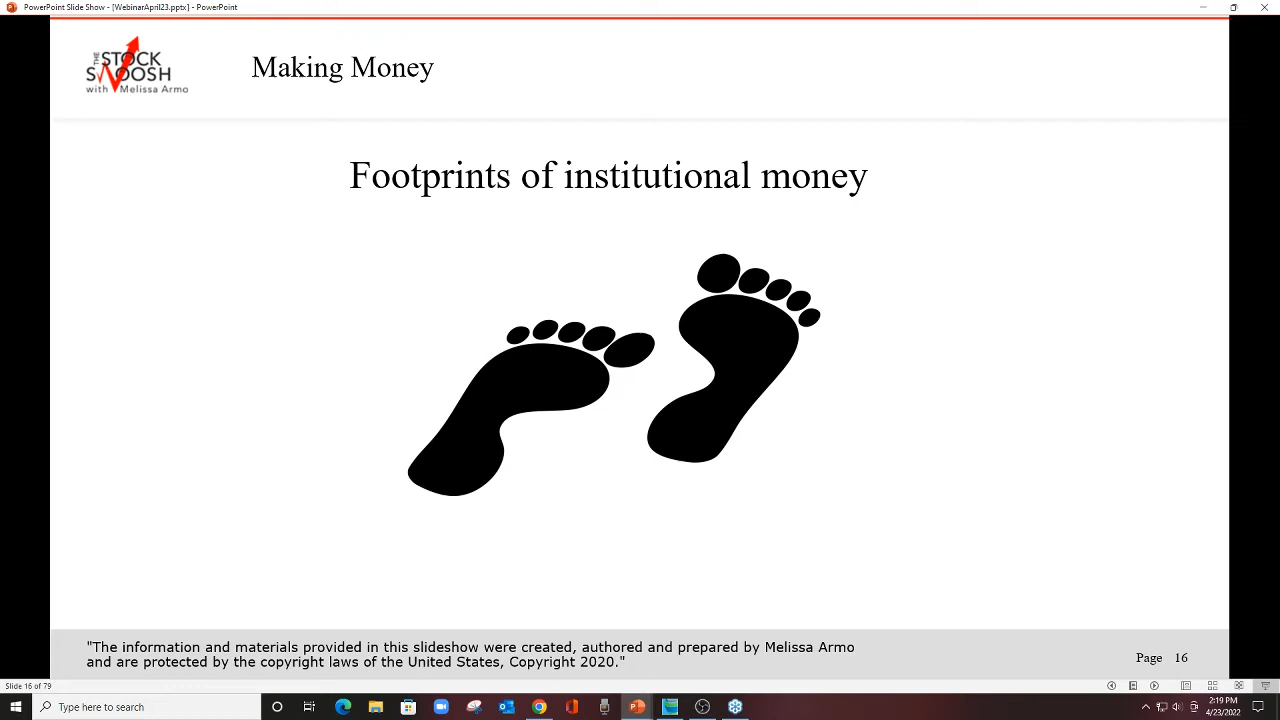 PowerPoint Slide Show - [WebinarApril23.pptx] - PowerPoint
THE STOCK
SWOOSH
with Melissa Armo
Making Money
Footprints of institutional money
"The information and materials provided in this slideshow were created, authored and prepared by Melissa Armo
and are protected by the copyright laws of the United States, Copyright 2020."
Page 16
Slide 16 of 79
Type here to search
2:19 PM
4/23/2022